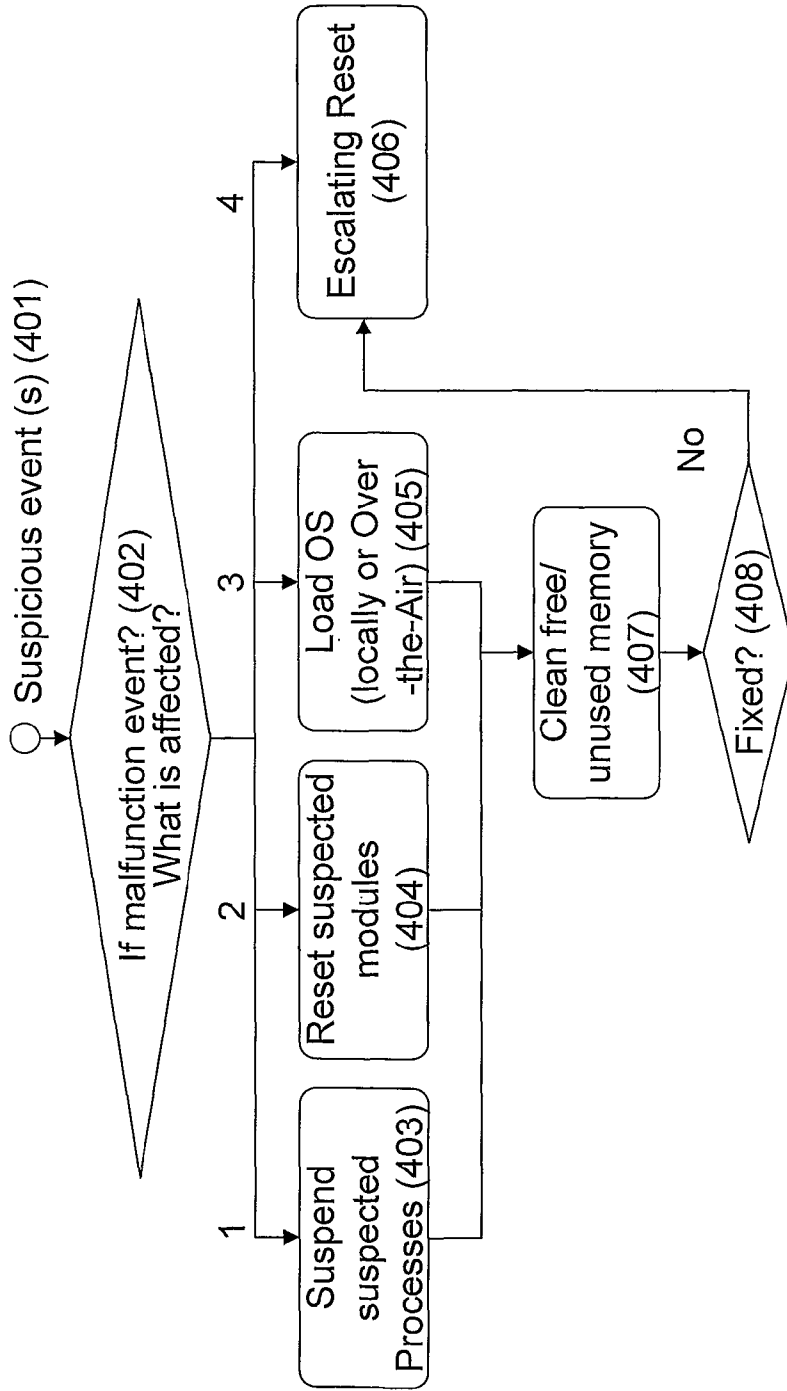 Suspicious event (s) (401)
If malfunction event? (402)
What is affected?
1
2
3
4
Suspend
suspected
Processes (403)
Reset suspected
modules
(404)
Load OS
(locally or Over
-the-Air) (405)
Escalating Reset
(406)
Clean free/
unused memory
(407)
Fixed? (408)
No